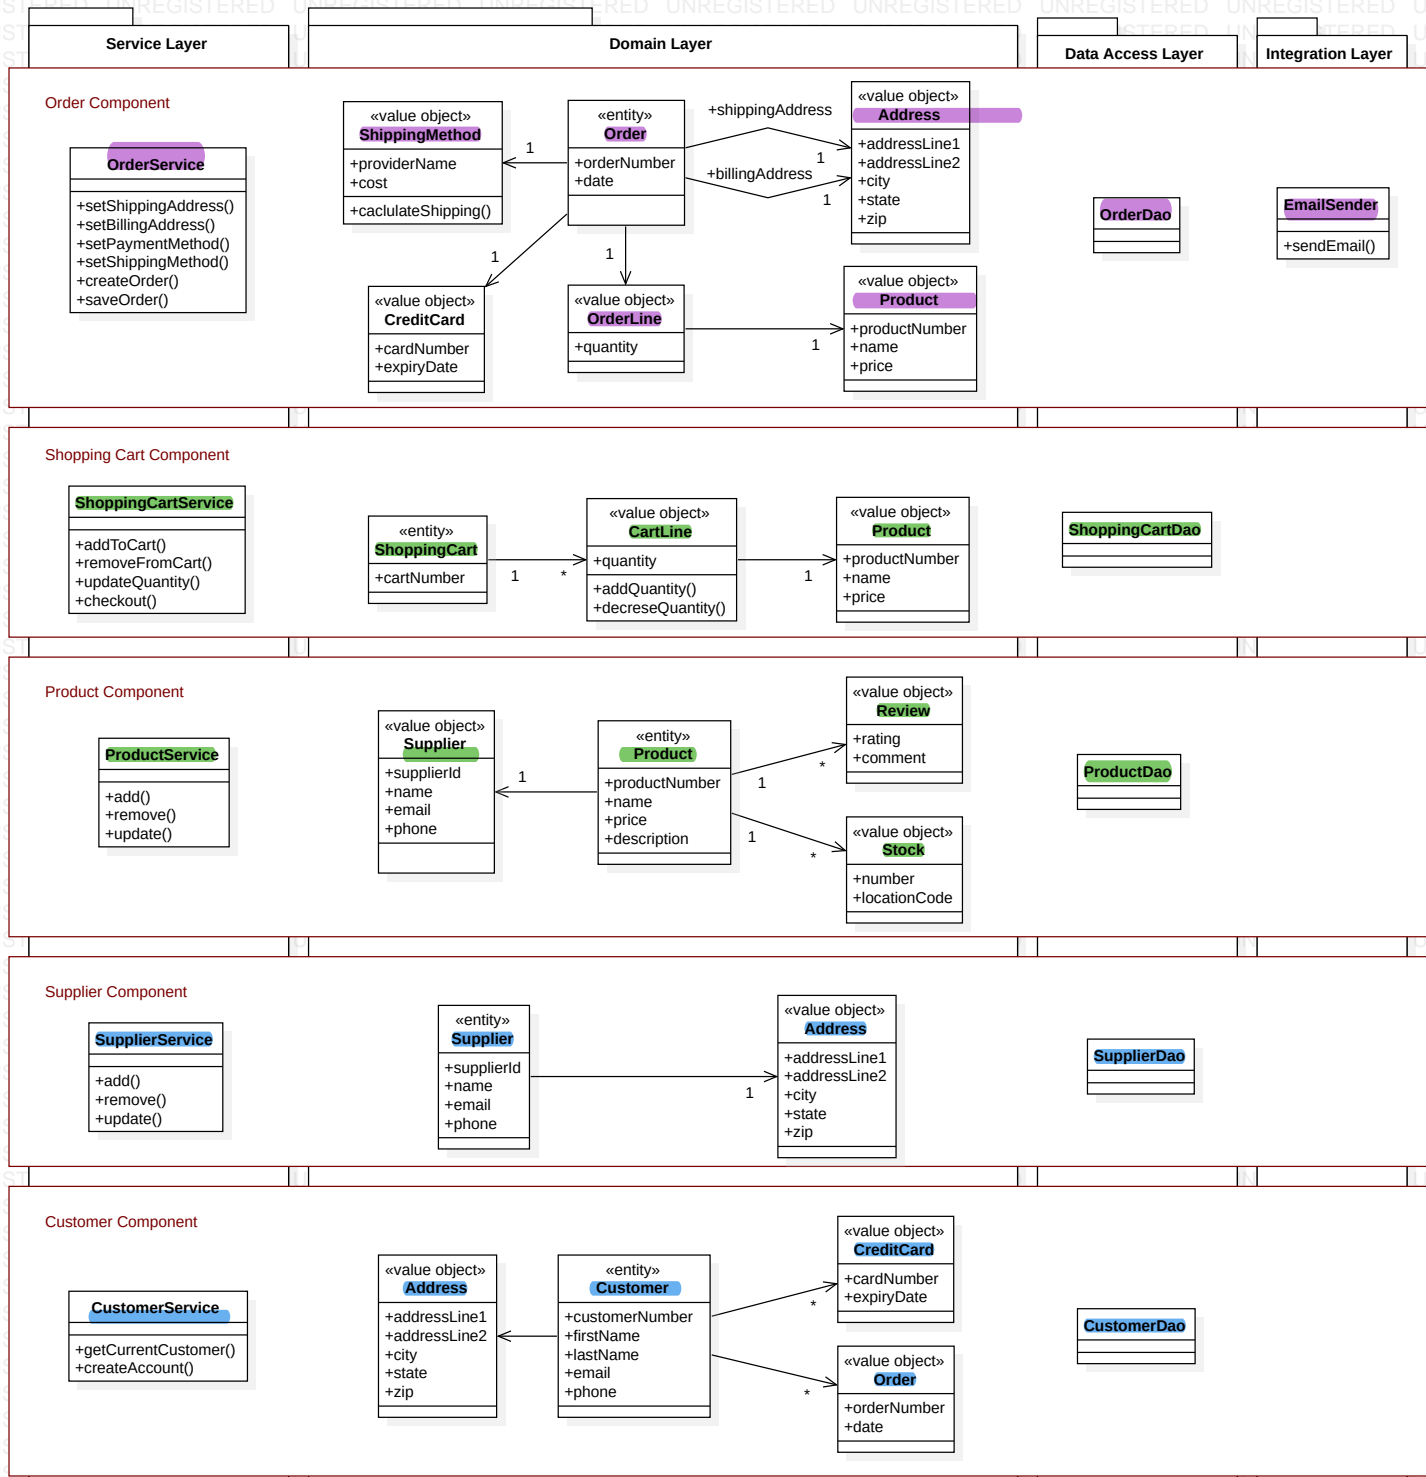 Service Layer
Domain Layer
Data Access Layer
Integration Layer
Order Component
OrderService
+setShippingAddress()
+setBillingAddress()
+setPaymentMethod()
+setShippingMethod()
+createOrder()
+saveOrder()
«value object»
ShippingMethod
+providerName
+cost
+caclulateShipping()
1
«entity»
Order
+orderNumber
+date
+shippingAddress
1
+billingAddress
1
«value object»
Address
+addressLine1
+addressLine2
+city
+state
+zip
1
1
«value object»
CreditCard
+cardNumber
+expiryDate
«value object»
OrderLine
+quantity
1
«value object»
Product
+productNumber
+name
+price
OrderDao
EmailSender
+sendEmail()
Shopping Cart Component
ShoppingCartService
+addToCart()
+removeFromCart()
+updateQuantity()
+checkout()
«entity»
ShoppingCart
+cartNumber
1
*
«value object»
CartLine
+quantity
+addQuantity()
+decreseQuantity()
1
«value object»
Product
+productNumber
+name
+price
ShoppingCartDao
Product Component
ProductService
+add()
+remove()
+update()
«value object»
Supplier
+supplierId
+name
+email
+phone
1
«entity»
Product
+productNumber
+name
+price
+description
1
*
1
*
«value object»
Review
+rating
+comment
«value object»
Stock
+number
+locationCode
ProductDao
Supplier Component
SupplierService
+add()
+remove()
+update()
«entity»
Supplier
+supplierId
+name
+email
+phone
1
«value object»
Address
+addressLine1
+addressLine2
+city
+state
+zip
SupplierDao
Customer Component
CustomerService
+getCurrentCustomer()
+createAccount()
«value object»
Address
+addressLine1
+addressLine2
+city
+state
+zip
«entity»
Customer
+customerNumber
+firstName
+lastName
+email
+phone
*
*
«value object»
CreditCard
+cardNumber
+expiryDate
«value object»
Order
+orderNumber
+date
CustomerDao
UNREGISTERED UNREGISTERED UNREGISTERED UNREGISTERED